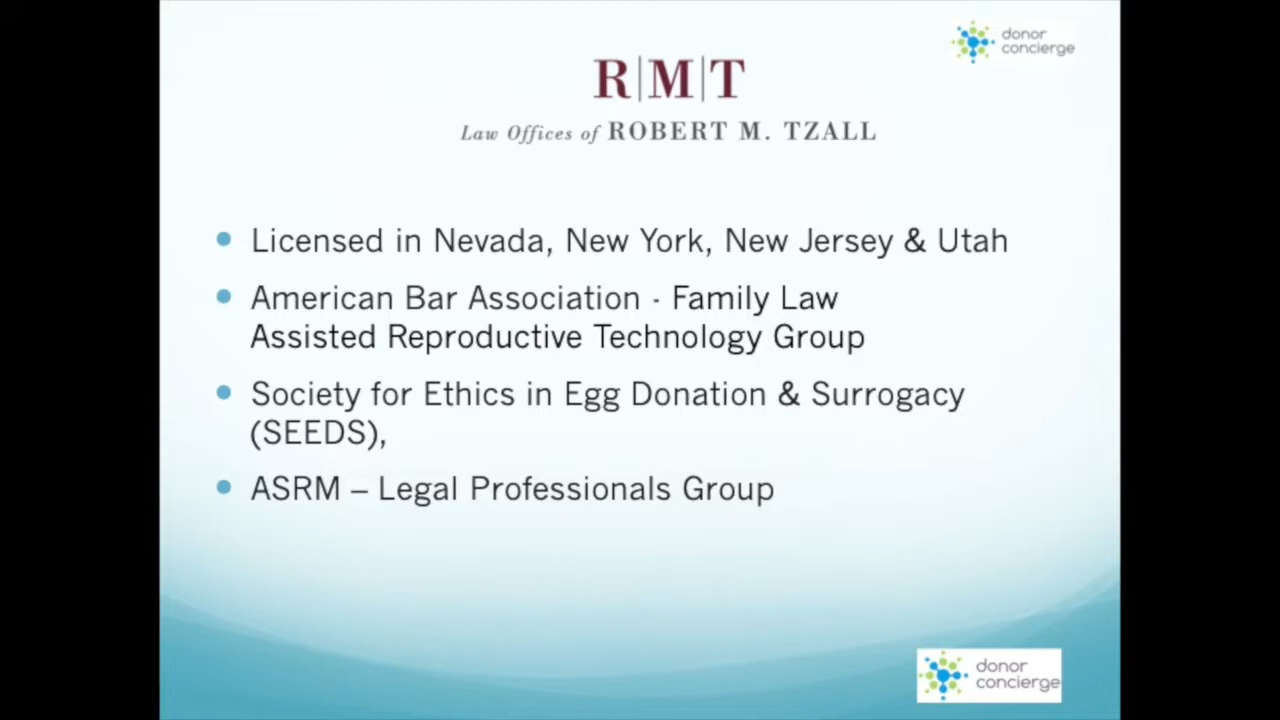 donor
concierge
R|M|T
Law Offices of ROBERT M. TZALL
Licensed in Nevada, New York, New Jersey & Utah
American Bar Association - Family Law
Assisted Reproductive Technology Group
Society for Ethics in Egg Donation & Surrogacy
(SEEDS),
ASRM – Legal Professionals Group
donor
concierge